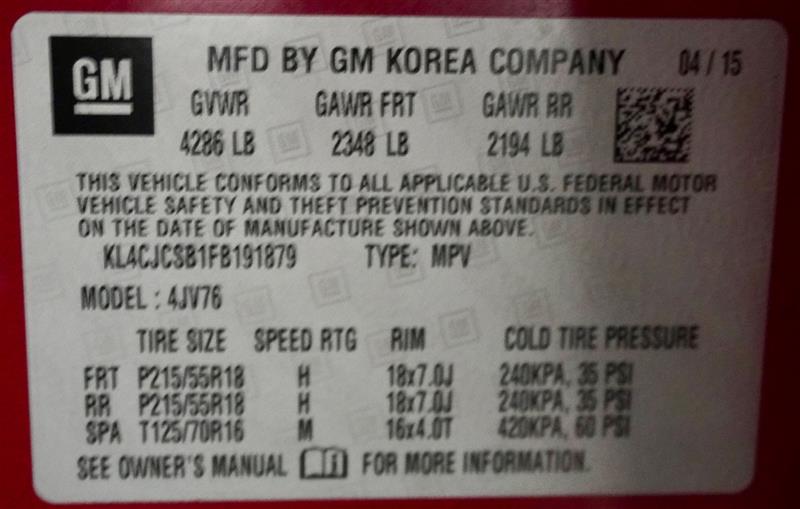 GM
MFD BY GM KOREA COMPANY 04/15
GVWR GAWR FRT GAWR RR
4286 LB 2348 LB 2194 LB
THIS VEHICLE CONFORMS TO ALL APPLICABLE U.S. FEDERAL MOTOR
VEHICLE SAFETY AND THEFT PREVENTION STANDARDS IN EFFECT
ON THE DATE OF MANUFACTURE SHOWN ABOVE.
KL4CJCSB1FB191879 TYPE: MPV
MODEL : 4JV76
TIRE SIZE SPEED RTG RIM COLD TIRE PRESSURE
FRT P215/55R18 H 18x7.0J 240KPA, 35 PSI
RR P215/55R18 H 18x7.0J 240KPA, 35 PSI
SPA T125/70R16 M 16x4.0T 420KPA, 60 PSI
SEE OWNER'S MANUAL FOR MORE INFORMATION.